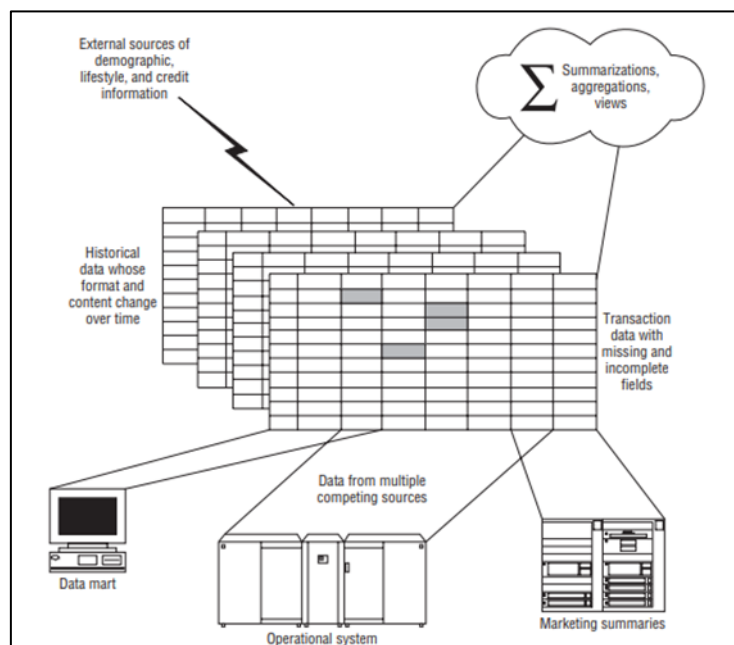 External sources of
demographic,
lifestyle, and credit
information
Σ
Summarizations,
aggregations,
views
Historical
data whose
format and
content change
over time
Transaction
data with
missing and
incomplete
fields
Data from multiple
competing sources
Data mart
Operational system
Marketing summaries